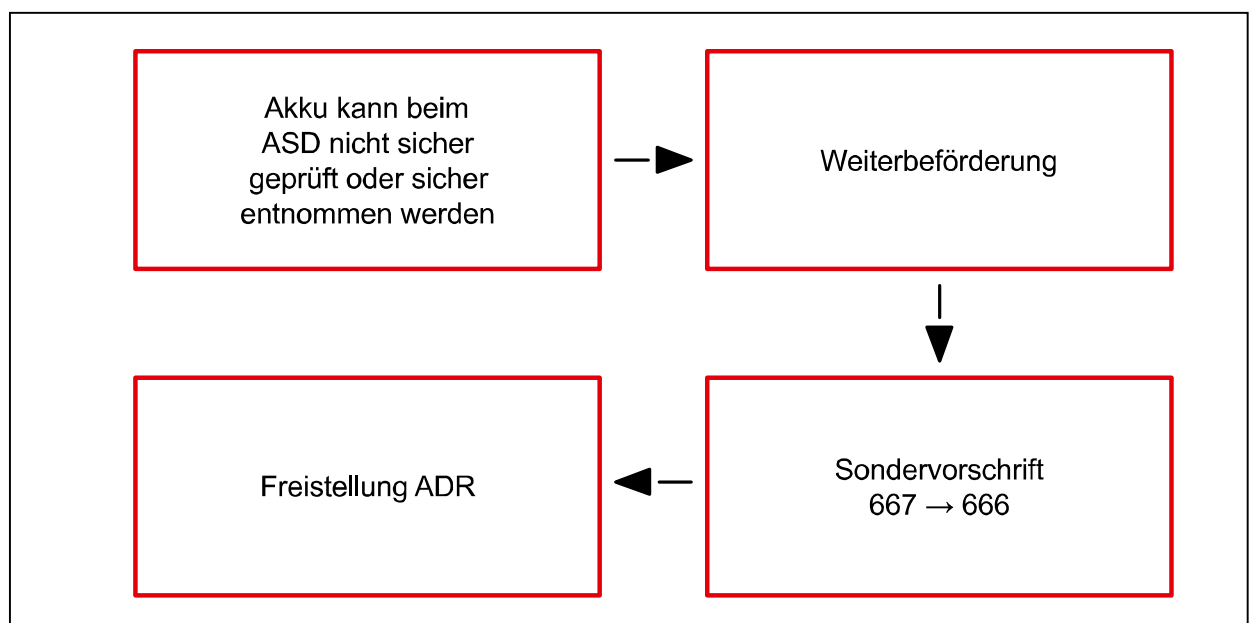 Akku kann beim
ASD nicht sicher
geprüft oder sicher
entnommen werden
Weiterbeförderung
Sondervorschrift
667 → 666
Freistellung ADR